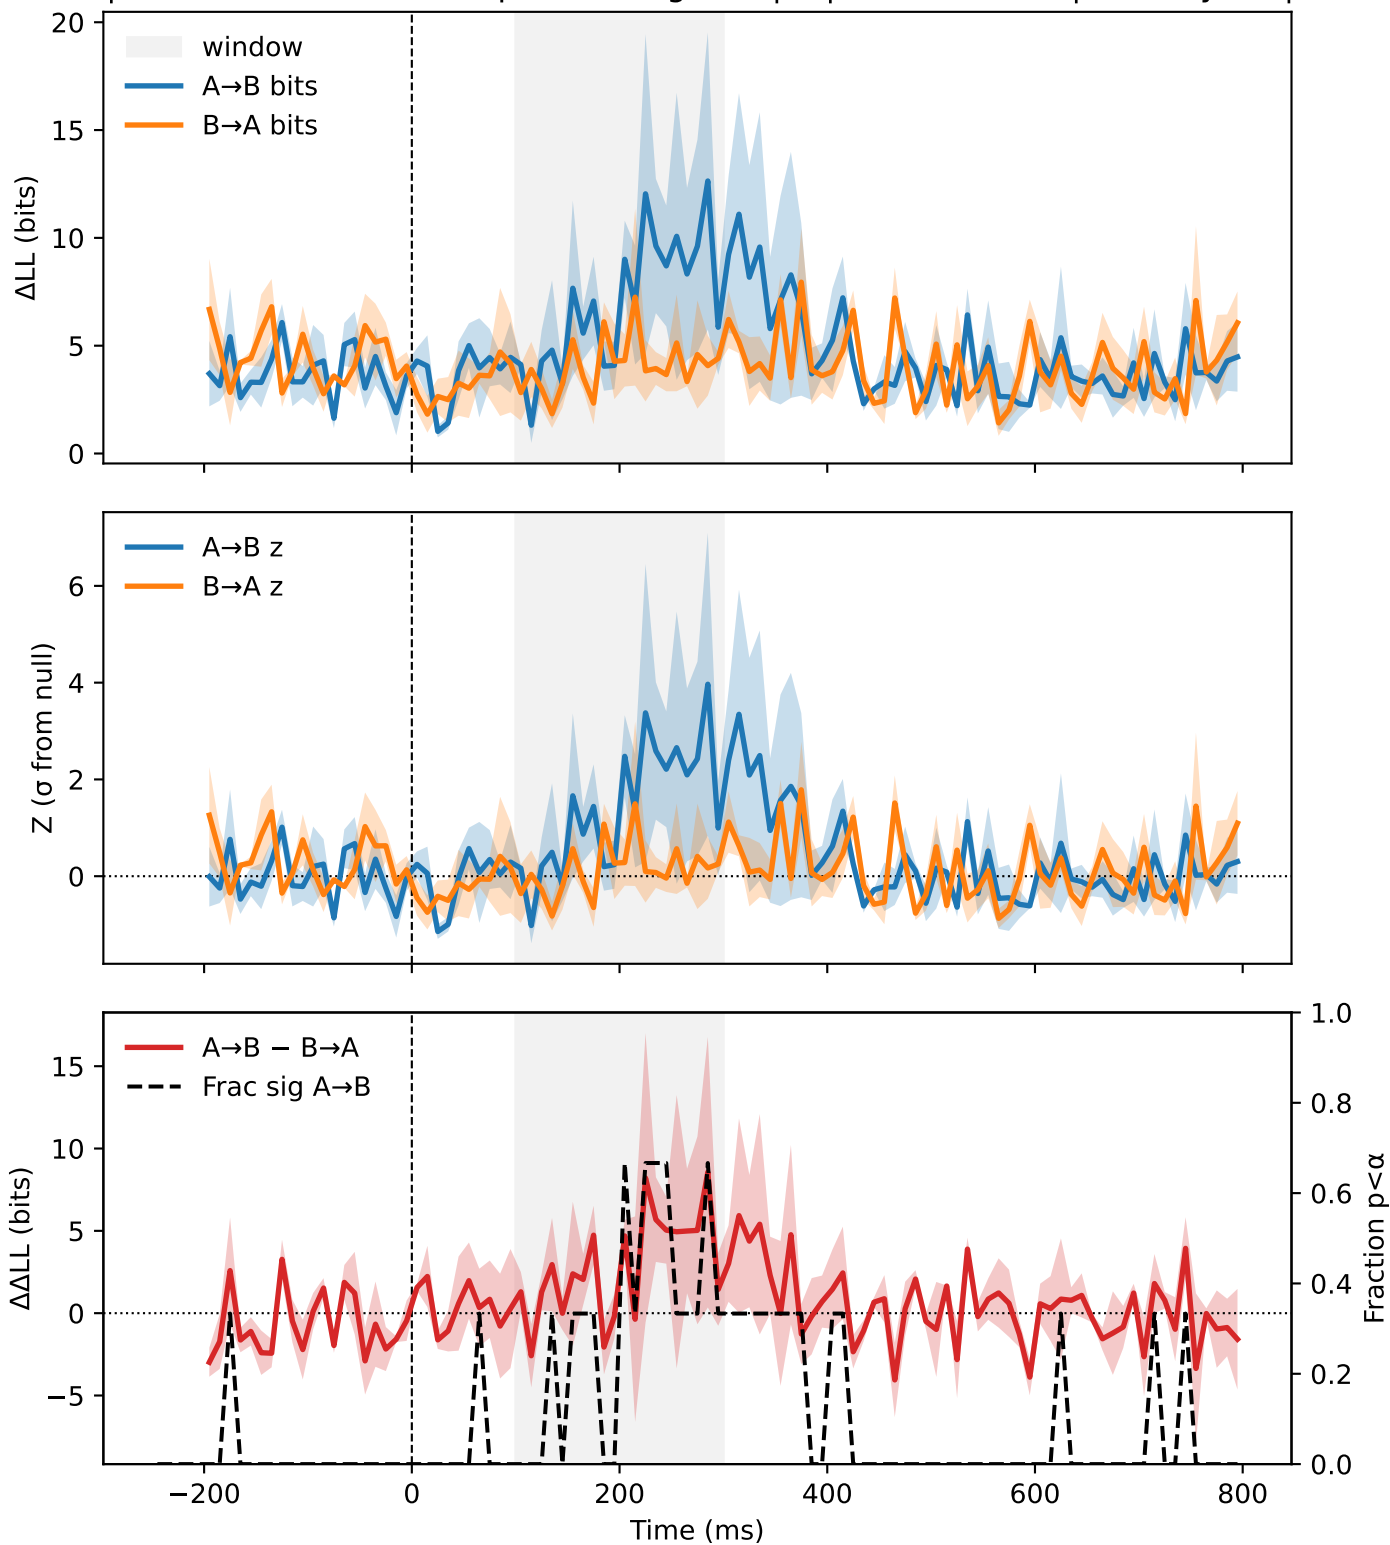 20
15
10
5
0
ΔLL (bits)
window
A→B bits
B→A bits
6
4
2
0
Z (σ from null)
A→B z
B→A z
15
10
5
0
−5
ΔΔLL (bits)
A→B − B→A
Frac sig A→B
1.0
0.8
0.6
0.4
0.2
0.0
Fraction p<α
−200 0 200 400 600 800
Time (ms)